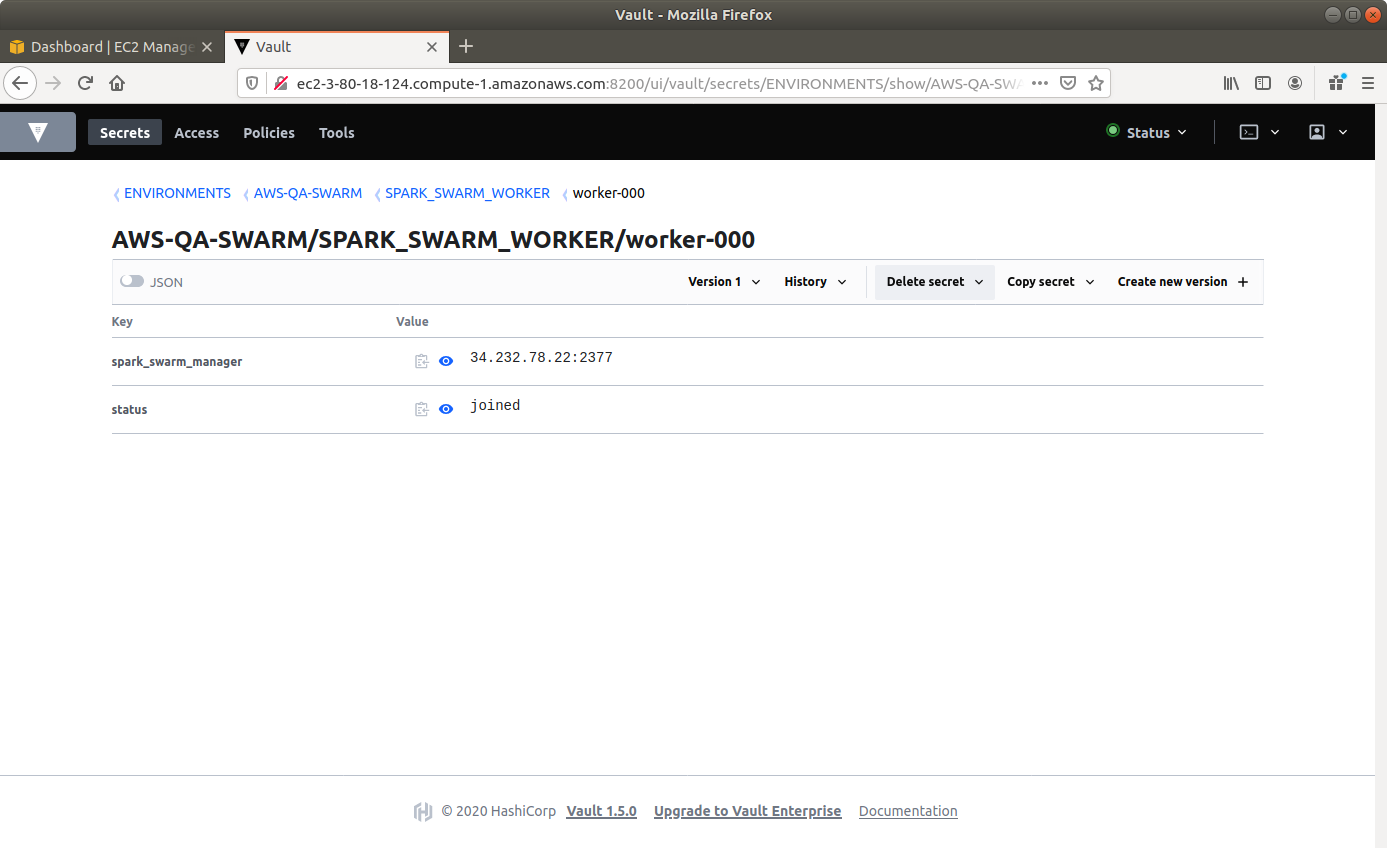 Vault - Mozilla Firefox
Dashboard | EC2 Manage
Vault
ec2-3-80-18-124.compute-1.amazonaws.com:8200/ui/vault/secrets/ENVIRONMENTS/show/AWS-QA-SWA
Secrets Access Policies Tools Status
ENVIRONMENTS AWS-QA-SWARM SPARK_SWARM_WORKER worker-000
AWS-QA-SWARM/SPARK_SWARM_WORKER/worker-000
JSON Version 1 History Delete secret Copy secret Create new version +
Key Value
spark_swarm_manager 34.232.78.22:2377
status joined
© 2020 HashiCorp Vault 1.5.0 Upgrade to Vault Enterprise Documentation